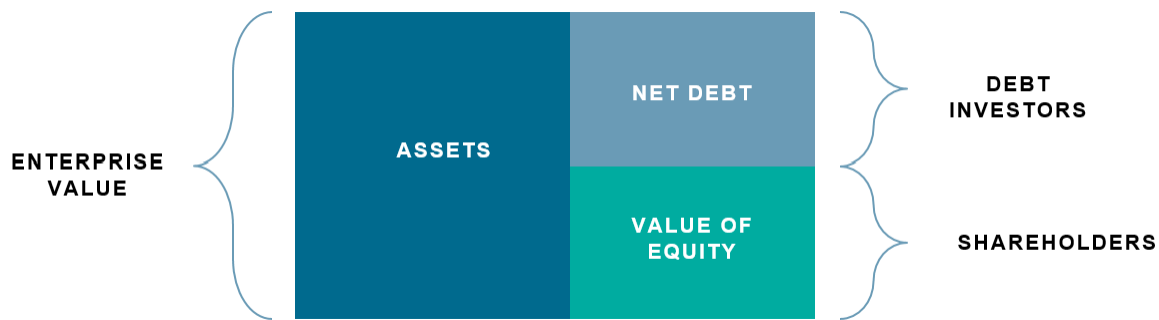 ENTERPRISE
VALUE
ASSETS
NET DEBT
VALUE OF
EQUITY
DEBT
INVESTORS
SHAREHOLDERS